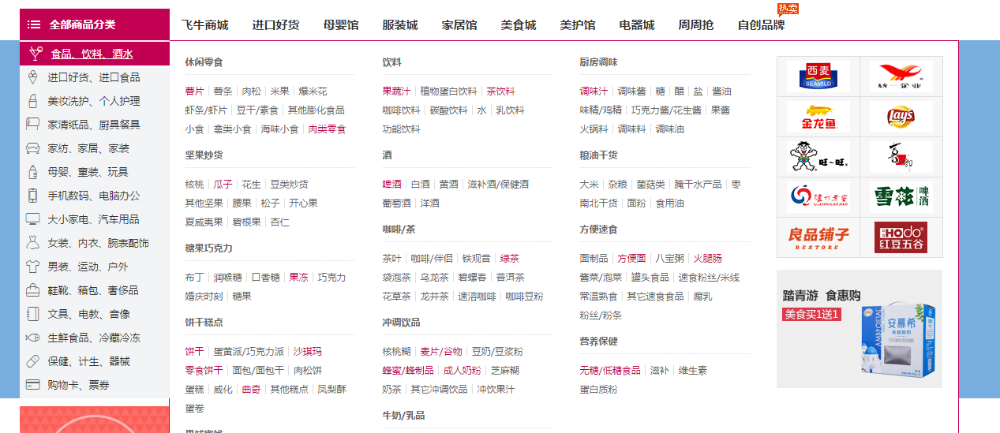 热卖
全部商品分类
飞牛商城 进口好货 母婴馆 服装城 家居馆 美食城 美护馆 电器城 周周抢 自创品牌
食品、饮料、酒水
进口好货、进口食品
美妆洗护、个人护理
家清纸品、厨具餐具
家纺、家居、家装
母婴、童装、玩具
手机数码、电脑办公
大小家电、汽车用品
女装、内衣、腕表配饰
男装、运动、户外
鞋靴、箱包、奢侈品
文具、电教、音像
生鲜食品、冷藏冷冻
保健、计生、器械
购物卡、票券
休闲零食
薯片 薯条 肉松 米果 爆米花
虾条/虾片 豆干/素食 其他膨化食品
小食 禽类小食 海味小食 肉类零食
坚果炒货
核桃 瓜子 花生 豆类炒货
其他坚果 腰果 松子 开心果
夏威夷果 碧根果 杏仁
糖果巧克力
布丁 润喉糖 口香糖 果冻 巧克力
婚庆时刻 糖果
饼干糕点
饼干 蛋黄派/巧克力派 沙琪玛
零食饼干 面包/面包干 肉松饼
蛋糕 威化 曲奇 其他糕点 凤梨酥
蛋卷
饮料
果蔬汁 植物蛋白饮料 茶饮料
咖啡饮料 碳酸饮料 水 乳饮料
功能饮料
酒
啤酒 白酒 黄酒 滋补酒/保健酒
葡萄酒 洋酒
咖啡/茶
茶叶 咖啡/伴侣 铁观音 绿茶
袋泡茶 乌龙茶 碧螺春 普洱茶
花草茶 龙井茶 速溶咖啡 咖啡豆粉
冲调饮品
核桃糊 麦片/谷物 豆奶/豆浆粉
蜂蜜/蜂制品 成人奶粉 芝麻糊
奶茶 其它冲调饮品 冲饮果汁
牛奶/乳品
厨房调味
调味汁 调味酱 糖 醋 盐 酱油
味精/鸡精 巧克力酱/花生酱 果酱
火锅料 调味料 调味油
粮油干货
大米 杂粮 菌菇类 腌干水产品 枣
南北干货 面粉 食用油
方便速食
面制品 方便面 八宝粥 火腿肠
酱菜/泡菜 罐头食品 速食粉丝/米线
常温熟食 其它速食食品 腐乳
粉丝/粉条
营养保健
无糖/低糖食品 滋补 维生素
蛋白质粉
西麦
SEAMILD
统一企业
金龙鱼
Lay's
旺~旺
泸州老窖
LUZHOULAOJIAO
雪花 啤酒
良品铺子
BESTORE
HOdo
红豆五谷
踏青游 食惠购
美食买1送1
安慕希
AMBROSIAL